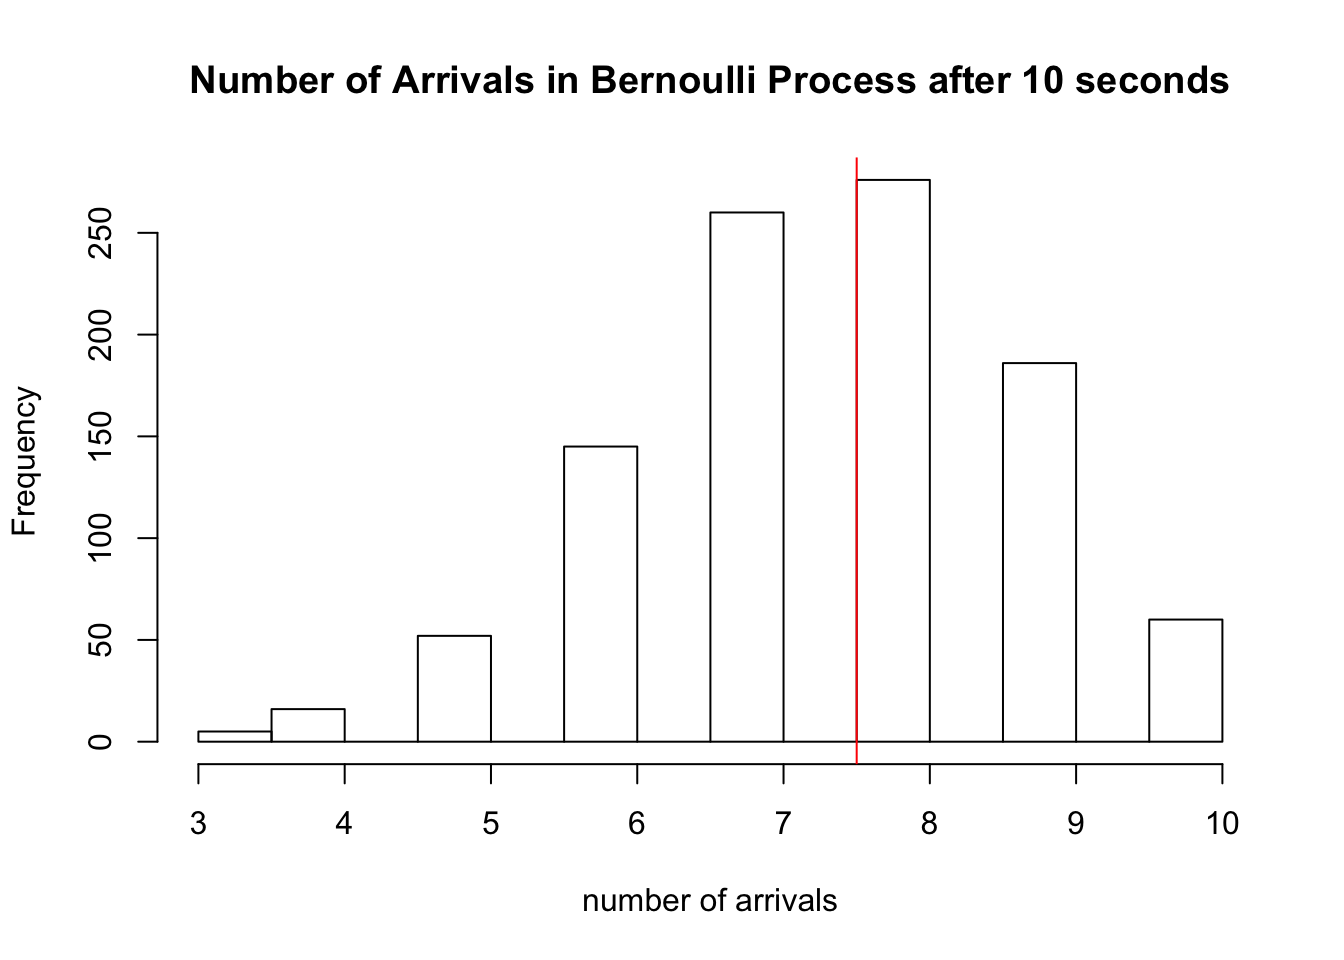 Number of Arrivals in Bernoulli Process after 10 seconds
Frequency
250
200
150
100
50
0
3 4 5 6 7 8 9 10
number of arrivals